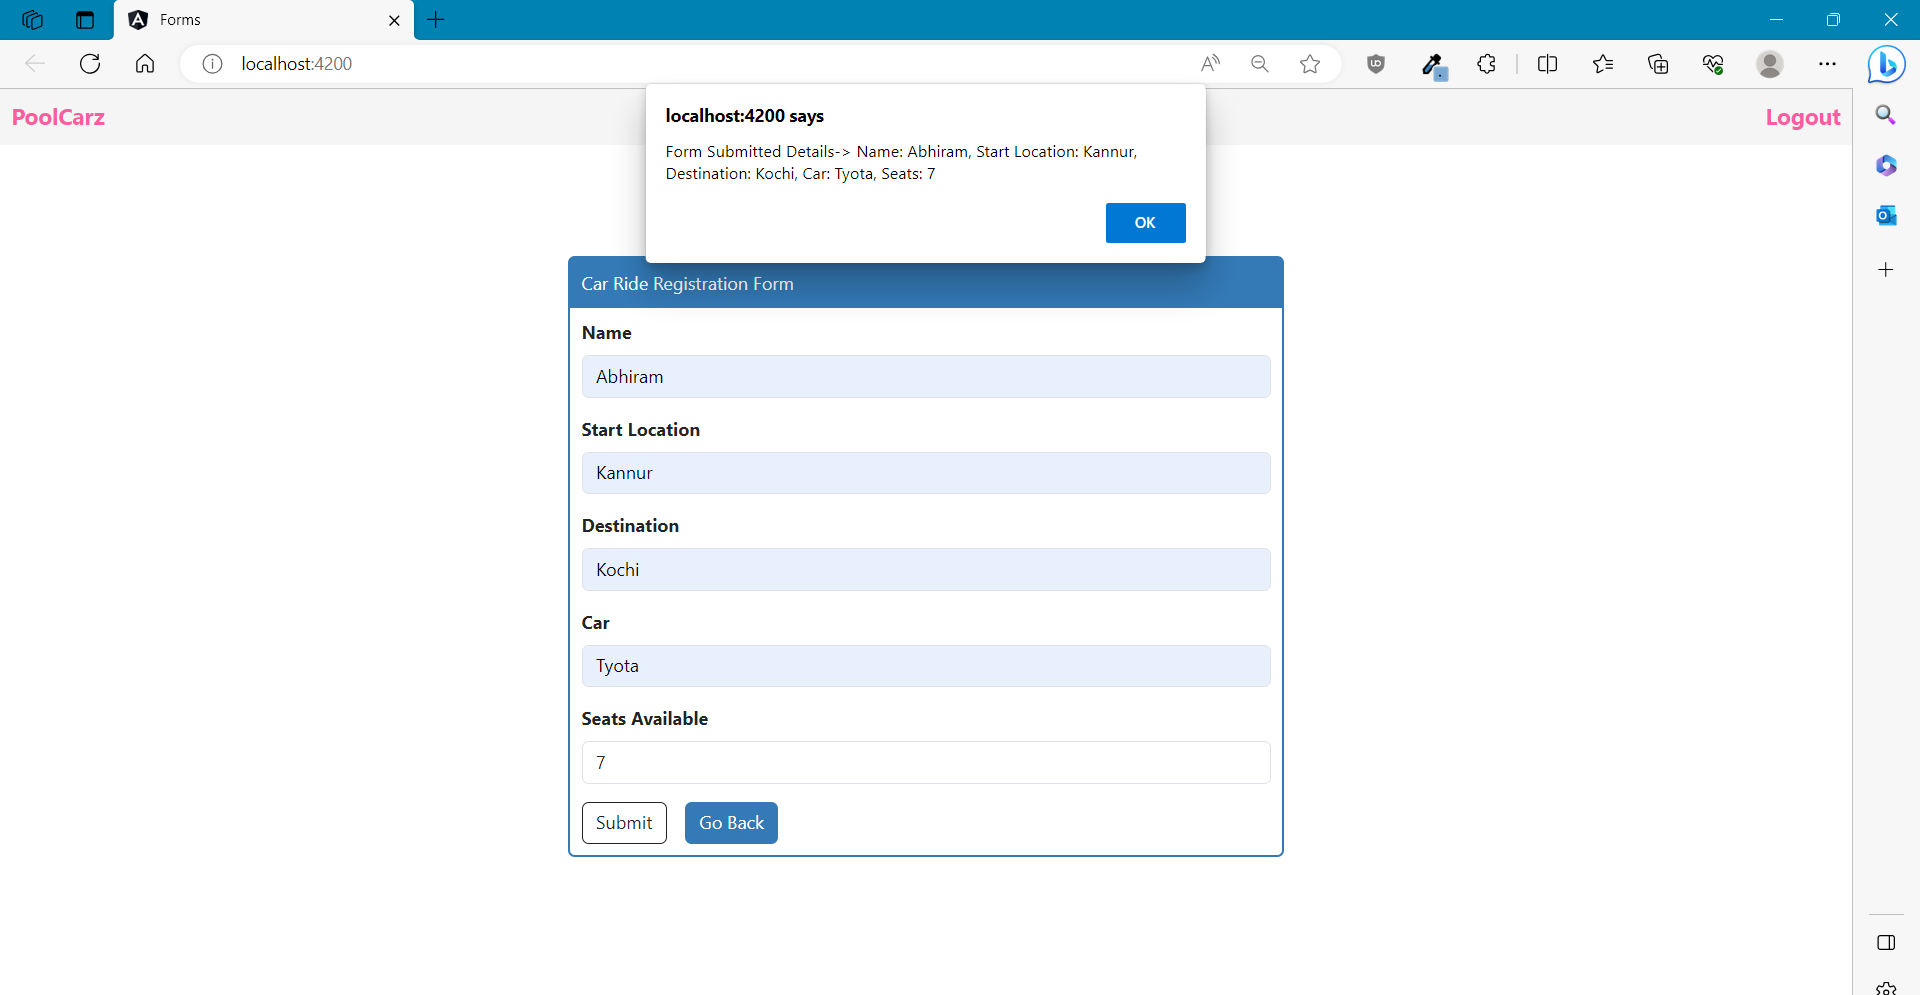 Forms
localhost:4200
PoolCarz
Logout
localhost:4200 says
Form Submitted Details-> Name: Abhiram, Start Location: Kannur,
Destination: Kochi, Car: Tyota, Seats: 7
OK
Car Ride Registration Form
Name
Abhiram
Start Location
Kannur
Destination
Kochi
Car
Tyota
Seats Available
7
Submit
Go Back